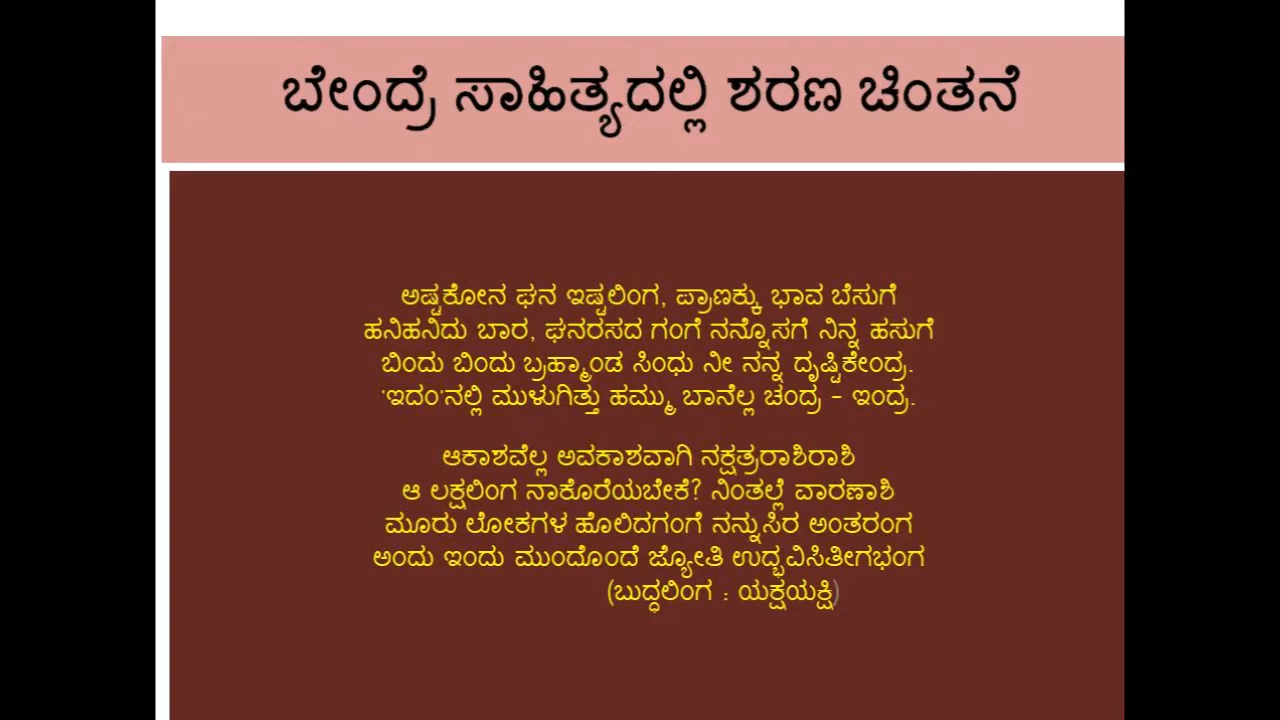 ಬೇಂದ್ರೆ ಸಾಹಿತ್ಯದಲ್ಲಿ ಶರಣ ಚಿಂತನೆ
ಅಷ್ಟಕೋನ ಘನ ಇಷ್ಟಲಿಂಗ, ಪ್ರಾಣಕ್ಕು ಭಾವ ಬೆಸುಗೆ
ಹನಿಹನಿದು ಬಾರ, ಘನರಸದ ಗಂಗೆ ನನ್ನೊಸಗೆ ನಿನ್ನ ಹಸುಗೆ
ಬಿಂದು ಬಿಂದು ಬ್ರಹ್ಮಾಂಡ ಸಿಂಧು ನೀ ನನ್ನ ದೃಷ್ಟಿಕೇಂದ್ರ.
'ಇದಂ'ನಲ್ಲಿ ಮುಳುಗಿತ್ತು ಹಮ್ಮು ಬಾನೆಲ್ಲ ಚಂದ್ರ - ಇಂದ್ರ.
ಆಕಾಶವೆಲ್ಲ ಅವಕಾಶವಾಗಿ ನಕ್ಷತ್ರರಾಶಿರಾಶಿ
ಆ ಲಕ್ಷಲಿಂಗ ನಾಕೊರೆಯಬೇಕೆ? ನಿಂತಲ್ಲೆ ವಾರಣಾಶಿ
ಮೂರು ಲೋಕಗಳ ಹೊಲಿದಗಂಗೆ ನನ್ನುಸಿರ ಅಂತರಂಗ
ಅಂದು ಇಂದು ಮುಂದೊಂದೆ ಜ್ಯೋತಿ ಉದ್ಭವಿಸಿತೀಗಭಂಗ
(ಬುದ್ಧಲಿಂಗ : ಯಕ್ಷಯಕ್ಷಿ)